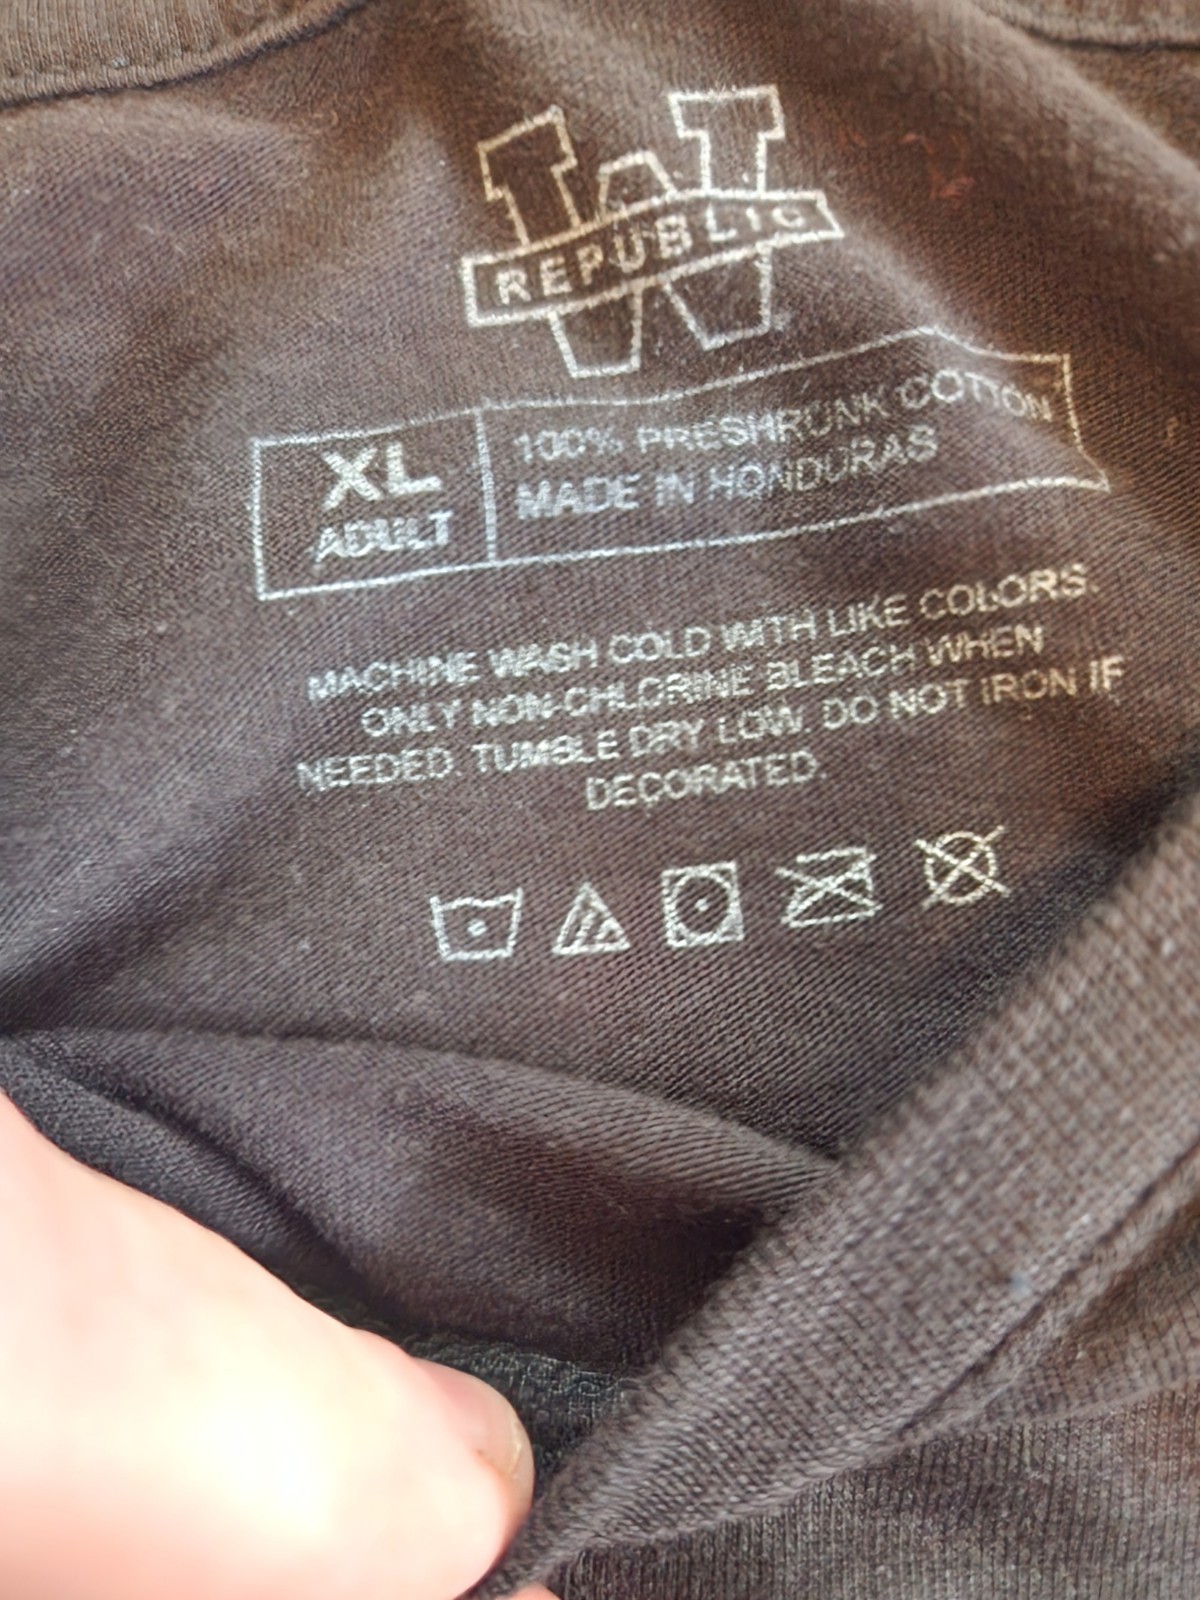 W
REPUBLIC
XL
ADULT
100% PRESHRUNK COTTON
MADE IN HONDURAS
MACHINE WASH COLD WITH LIKE COLORS.
ONLY NON-CHLORINE BLEACH WHEN
NEEDED. TUMBLE DRY LOW. DO NOT IRON IF
DECORATED.